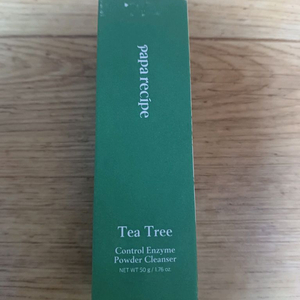 papa recipe
Tea Tree
Control Enzyme
Powder Cleanser
NET WT 50 g / 1.76 oz